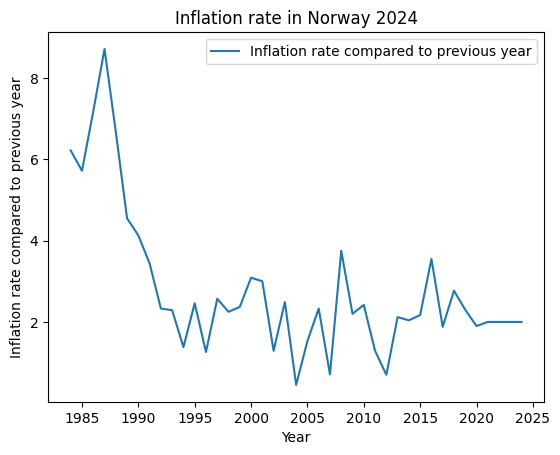 Inflation rate in Norway 2024
Inflation rate compared to previous year
Inflation rate compared to previous year
8
6
4
2
1985 1990 1995 2000 2005 2010 2015 2020 2025
Year